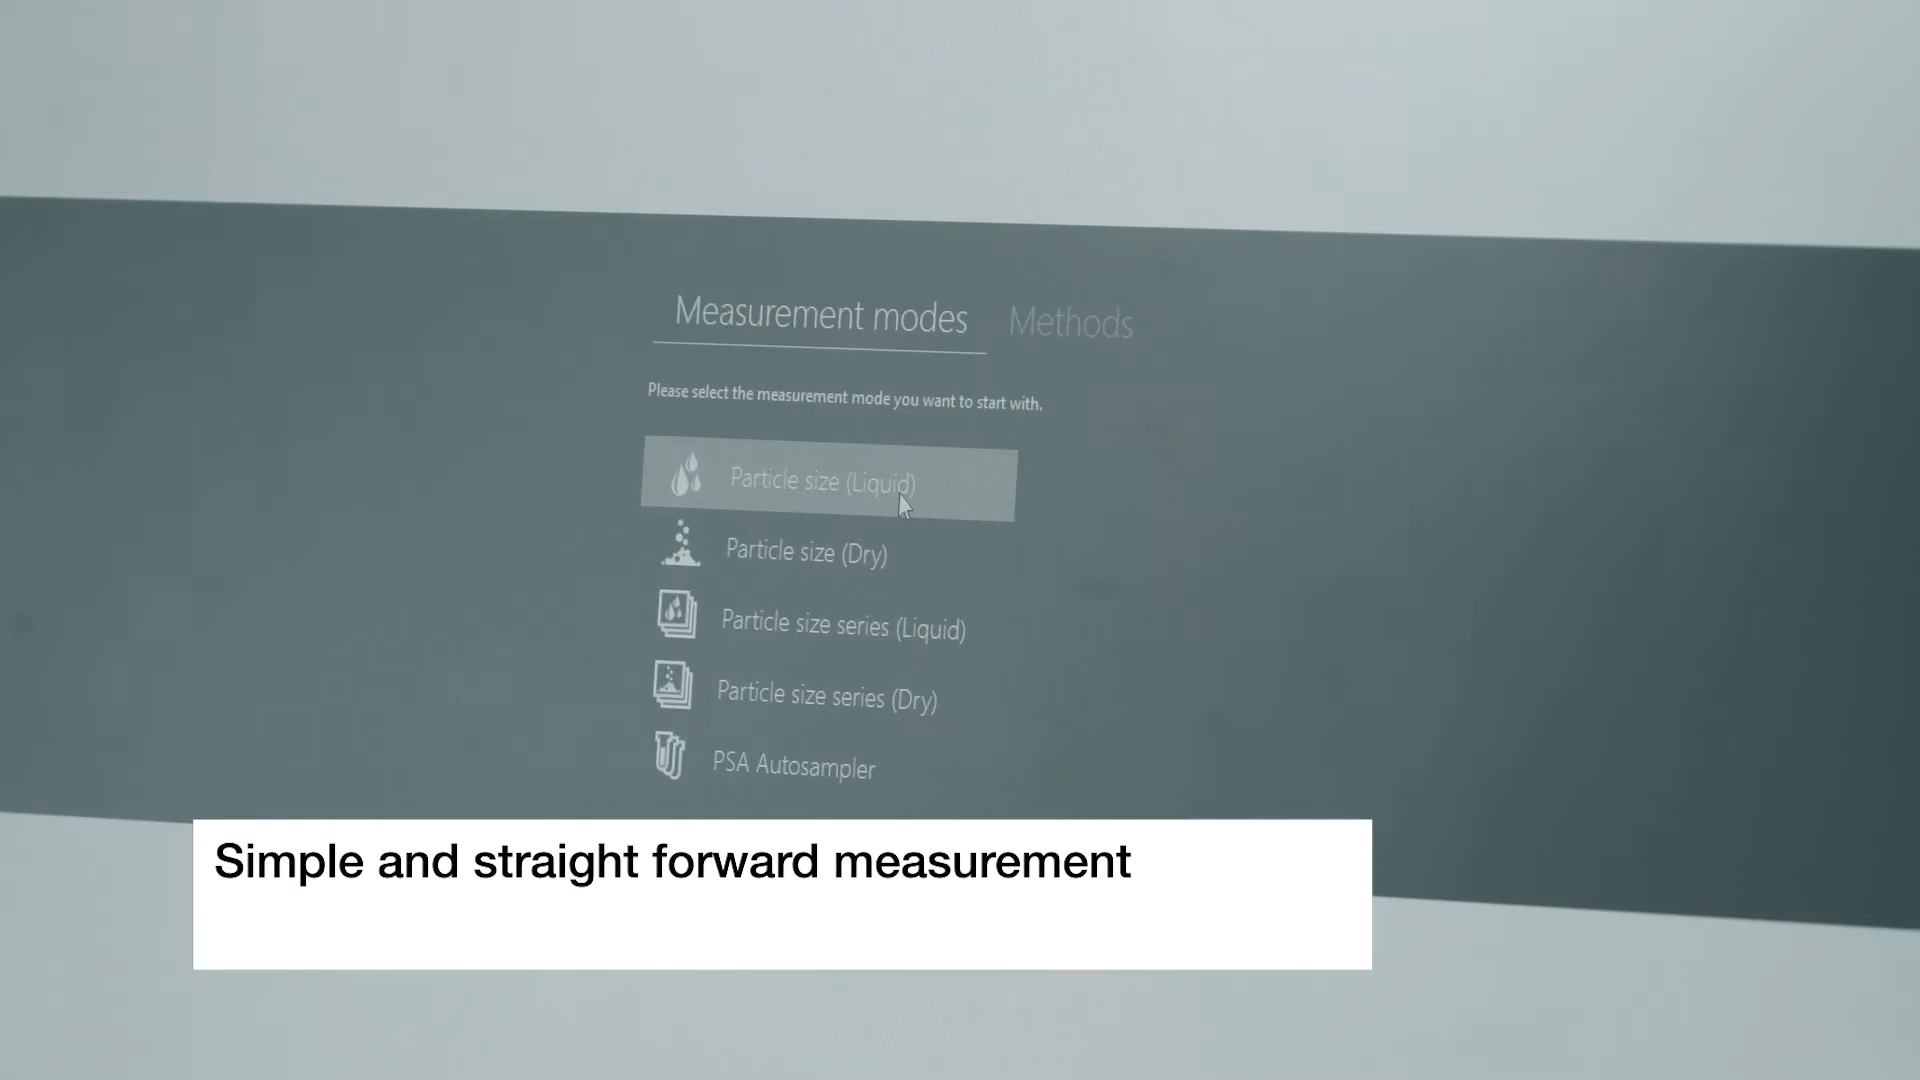 Measurement modes Methods
Please select the measurement mode you want to start with.
Particle size (Liquid)
Particle size (Dry)
Particle size series (Liquid)
Particle size series (Dry)
PSA Autosampler
Simple and straight forward measurement